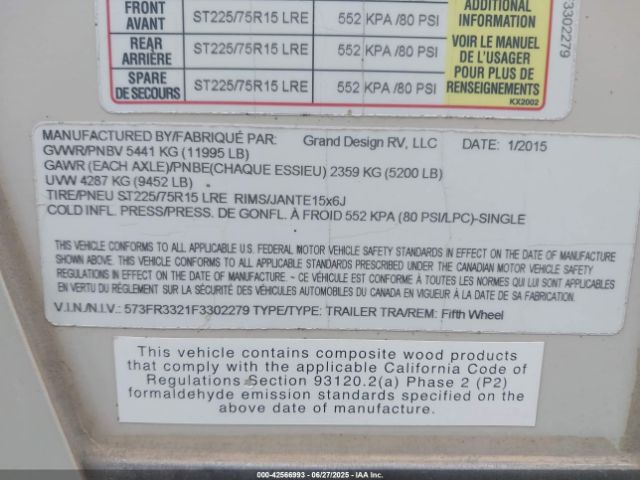 FRONT
AVANT
ST225/75R15 LRE
552 KPA /80 PSI
REAR
ARRIÈRE
ST225/75R15 LRE
552 KPA /80 PSI
SPARE
DE SECOURS
ST225/75R15 LRE
552 KPA /80 PSI
ADDITIONAL
INFORMATION
VOIR LE MANUEL
DE L'USAGER
POUR PLUS DE
RENSEIGNEMENTS
KX2002
3302279
MANUFACTURED BY/FABRIQUÉ PAR: Grand Design RV, LLC DATE: 1/2015
GVWR/PNBV 5441 KG (11995 LB)
GAWR (EACH AXLE)/PNBE(CHAQUE ESSIEU) 2359 KG (5200 LB)
UVW 4287 KG (9452 LB)
TIRE/PNEU ST225/75R15 LRE RIMS/JANTE15x6J
COLD INFL. PRESS/PRESS. DE GONFL. À FROID 552 KPA (80 PSI/LPC)-SINGLE
THIS VEHICLE CONFORMS TO ALL APPLICABLE U.S. FEDERAL MOTOR VEHICLE SAFETY STANDARDS IN EFFECT ON THE DATE OF MANUFACTURE
SHOWN ABOVE. THIS VEHICLE CONFORMS TO ALL APPLICABLE STANDARDS PRESCRIBED UNDER THE CANADIAN MOTOR VEHICLE SAFETY
REGULATIONS IN EFFECT ON THE DATE OF MANUFACTURE. ~ CE VÉHICULE EST CONFORME À TOUTES LES NORMES QUI LUI SONT APPLICABLES
EN VERTU DU RÈGLEMENT SUR LA SÉCURITÉ DES VÉHICULES AUTOMOBILES DU CANADA EN VIGUEUR À LA DATE DE SA FABRICATION.
V.I.N./N.I.V.: 573FR3321F3302279 TYPE/TYPE: TRAILER TRA/REM: Fifth Wheel
This vehicle contains composite wood products
that comply with the applicable California Code of
Regulations Section 93120.2(a) Phase 2 (P2)
formaldehyde emission standards specified on the
above date of manufacture.
000-42566993 - 06/27/2025 - IAAI.COM